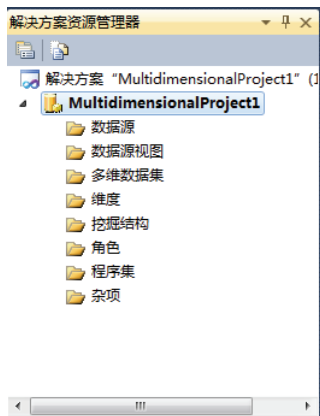 解决方案资源管理器
解决方案 “MultidimensionalProject1” (1
MultidimensionalProject1
数据源
数据源视图
多维数据集
维度
挖掘结构
角色
程序集
杂项